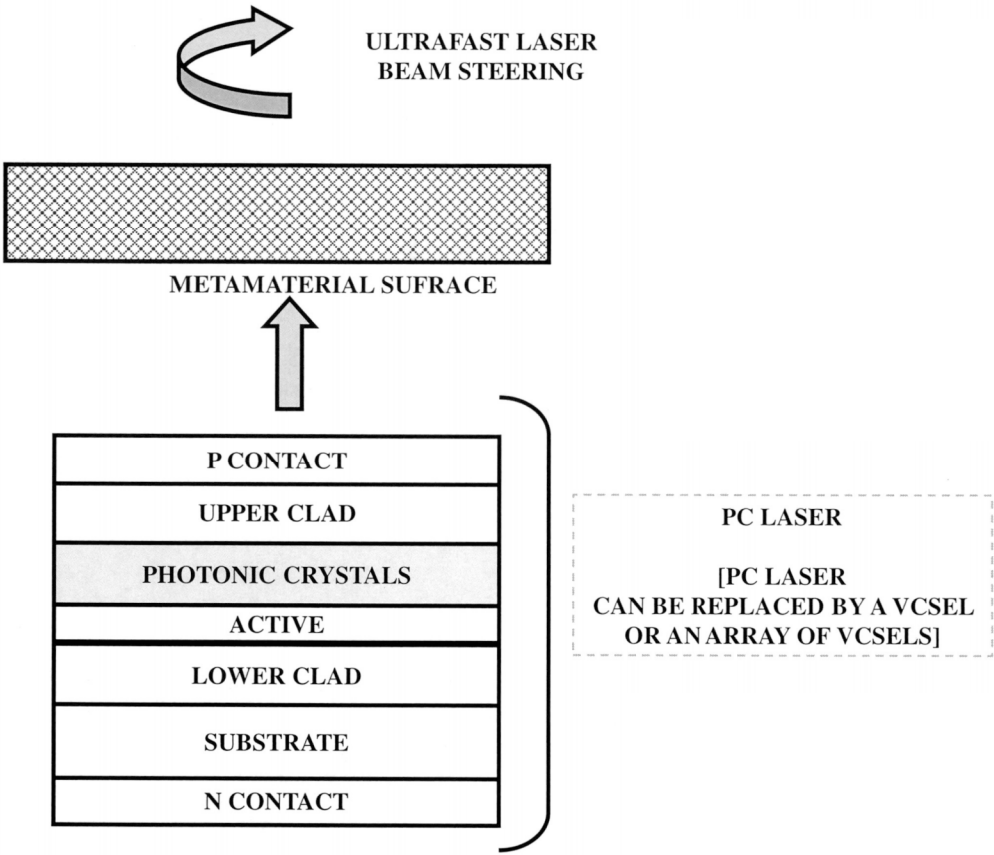 ULTRAFAST LASER
BEAM STEERING
METAMATERIAL SUFRACE
P CONTACT
UPPER CLAD
PHOTONIC CRYSTALS
ACTIVE
LOWER CLAD
SUBSTRATE
N CONTACT
PC LASER
[PC LASER
CAN BE REPLACED BY A VCSEL
OR AN ARRAY OF VCSELS]